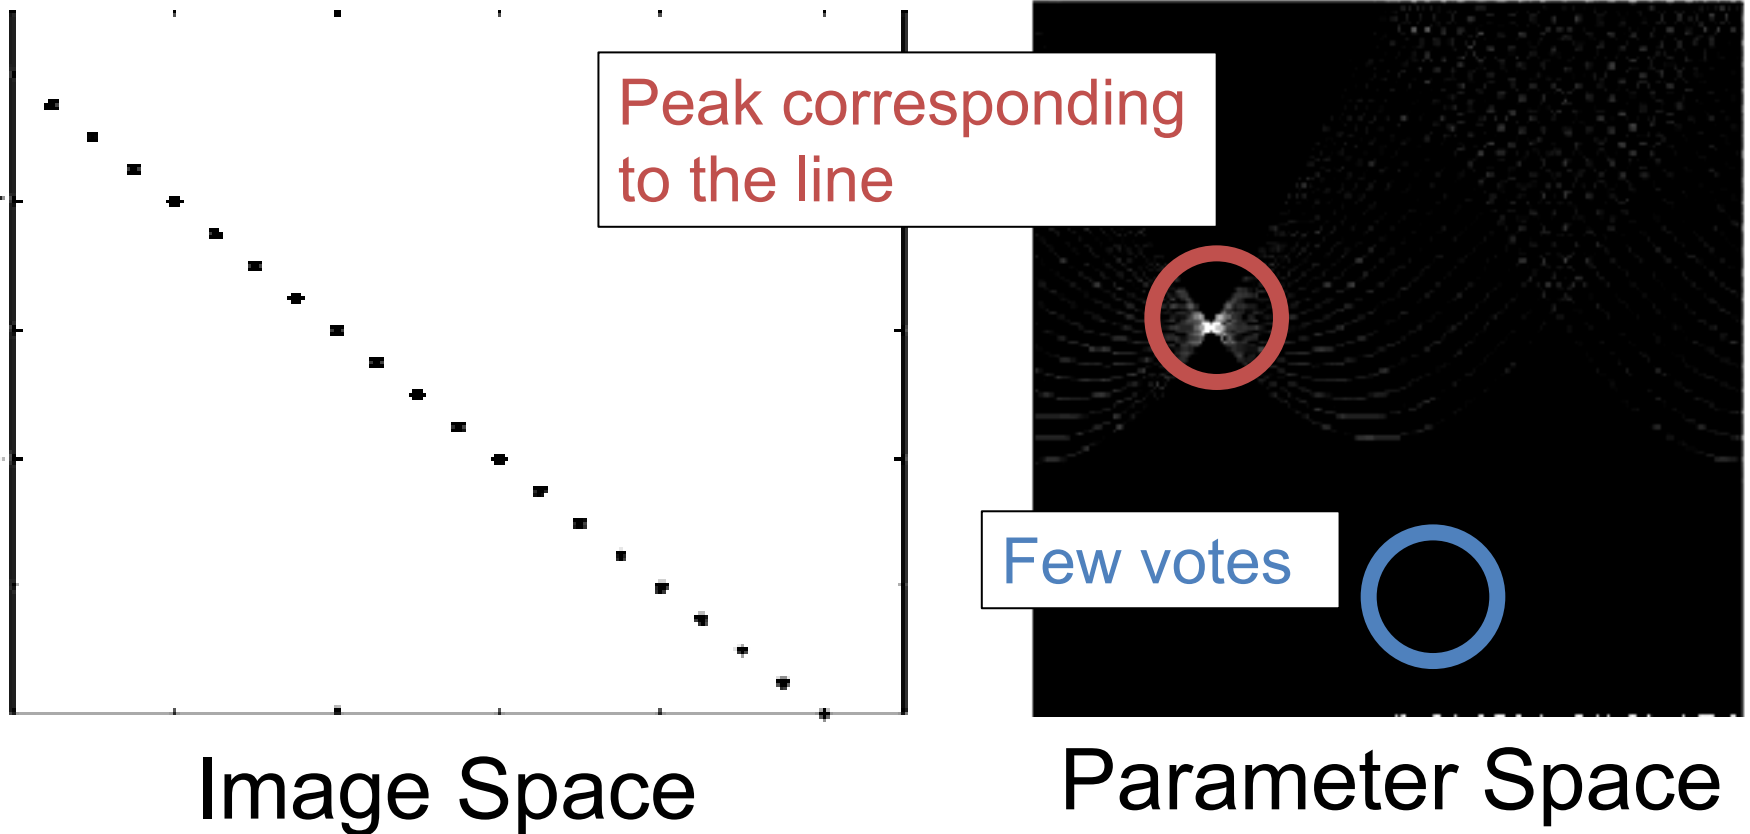 Peak corresponding
to the line
Few votes
Image Space
Parameter Space